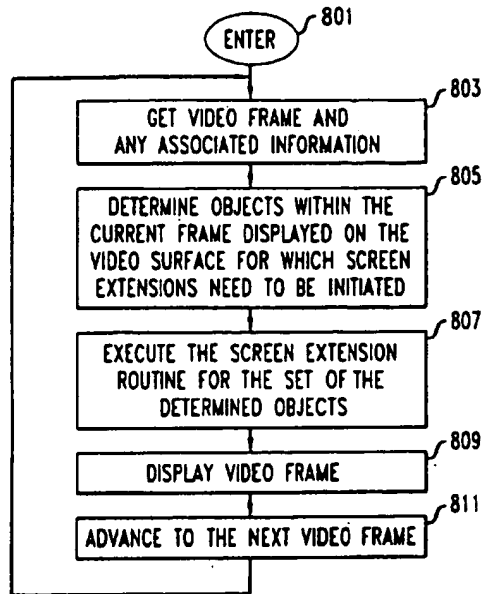 801
ENTER
803
GET VIDEO FRAME AND
ANY ASSOCIATED INFORMATION
805
DETERMINE OBJECTS WITHIN THE
CURRENT FRAME DISPLAYED ON THE
VIDEO SURFACE FOR WHICH SCREEN
EXTENSIONS NEED TO BE INITIATED
807
EXECUTE THE SCREEN EXTENSION
ROUTINE FOR THE SET OF THE
DETERMINED OBJECTS
809
DISPLAY VIDEO FRAME
811
ADVANCE TO THE NEXT VIDEO FRAME